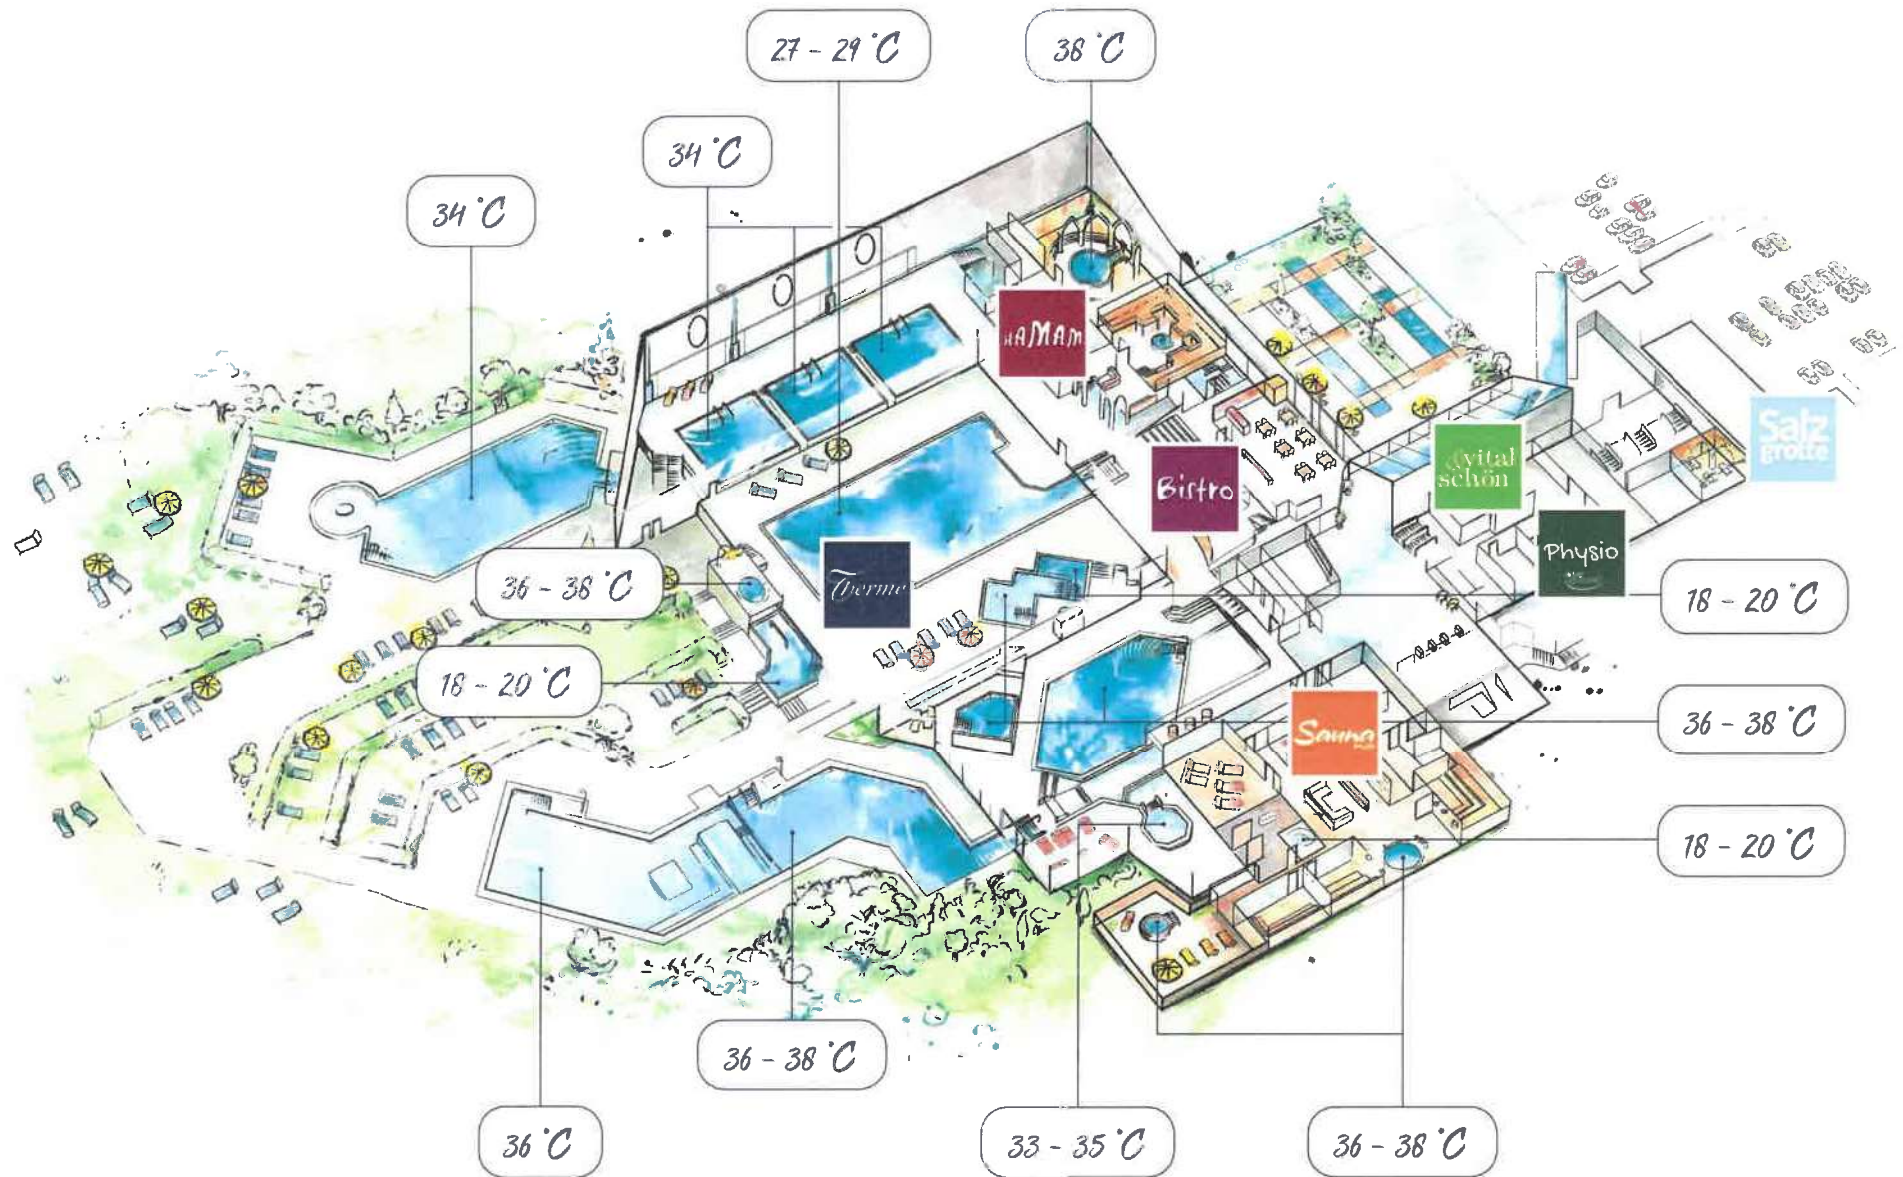 27 - 29 °C
38 °C
34 °C
34 °C
HAMAM
Salz
grotte
vital
schön
Bistro
Physio
Therme
36 - 38 °C
18 - 20 °C
18 - 20 °C
36 - 38 °C
Sauna
18 - 20 °C
36 - 38 °C
36 °C
33 - 35 °C
36 - 38 °C